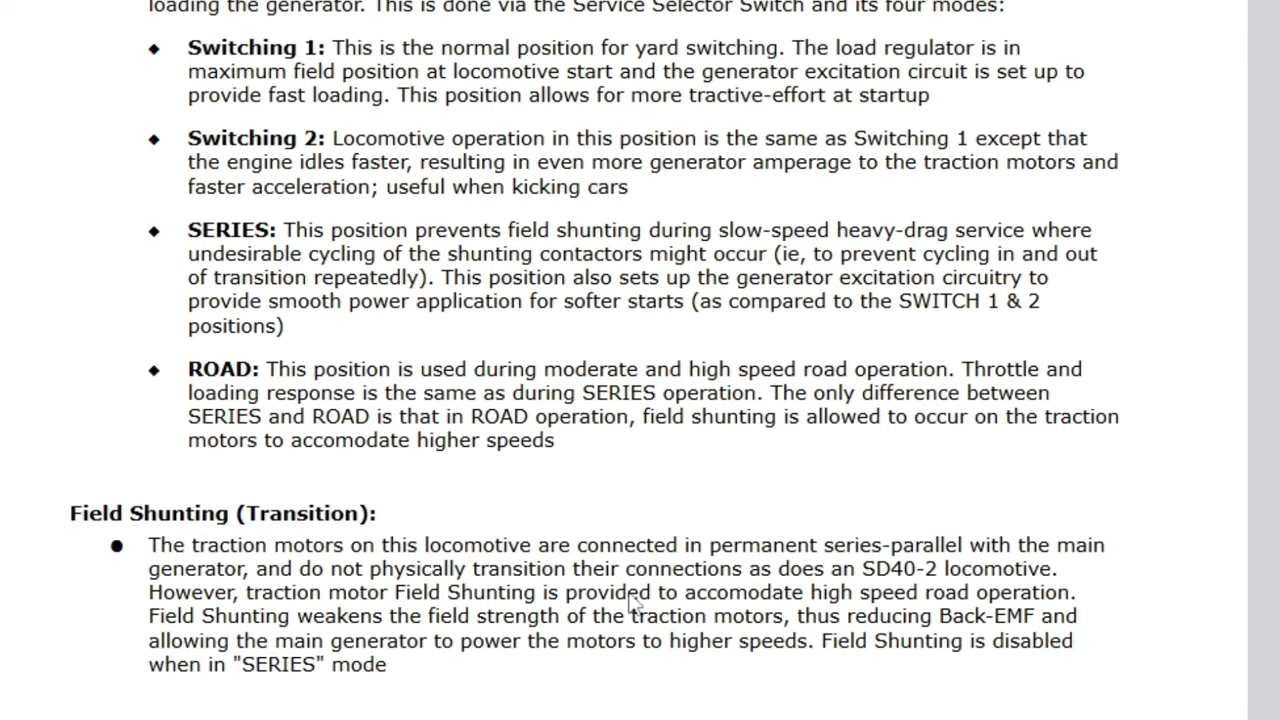 loading the generator. This is done via the Service Selector Switch and its four modes:
◆ Switching 1: This is the normal position for yard switching. The load regulator is in
maximum field position at locomotive start and the generator excitation circuit is set up to
provide fast loading. This position allows for more tractive-effort at startup
◆ Switching 2: Locomotive operation in this position is the same as Switching 1 except that
the engine idles faster, resulting in even more generator amperage to the traction motors and
faster acceleration; useful when kicking cars
◆ SERIES: This position prevents field shunting during slow-speed heavy-drag service where
undesirable cycling of the shunting contactors might occur (ie, to prevent cycling in and out
of transition repeatedly). This position also sets up the generator excitation circuitry to
provide smooth power application for softer starts (as compared to the SWITCH 1 & 2
positions)
◆ ROAD: This position is used during moderate and high speed road operation. Throttle and
loading response is the same as during SERIES operation. The only difference between
SERIES and ROAD is that in ROAD operation, field shunting is allowed to occur on the traction
motors to accomodate higher speeds
Field Shunting (Transition):
● The traction motors on this locomotive are connected in permanent series-parallel with the main
generator, and do not physically transition their connections as does an SD40-2 locomotive.
However, traction motor Field Shunting is provided to accomodate high speed road operation.
Field Shunting weakens the field strength of the traction motors, thus reducing Back-EMF and
allowing the main generator to power the motors to higher speeds. Field Shunting is disabled
when in "SERIES" mode